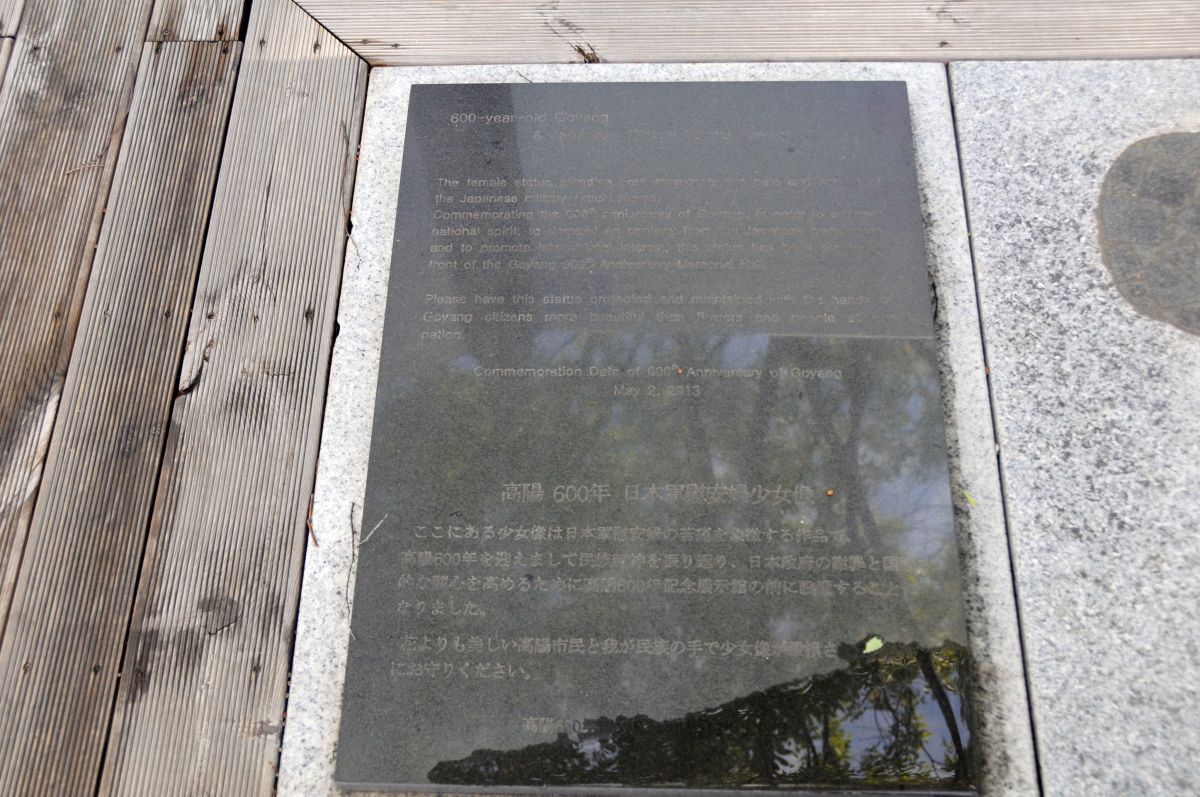 600-year-old Goyang
& Japanese Military
The female status standing here
the Japanese military
Commemorating the 600th anniversary of Goyang, in order to
national spirit, to demand an apology from the Japanese
and to promote international interest, this status has been
front of the Goyang 600th Anniversary Memorial Hall.
Please have this status protected and maintained with the hands of
Goyang citizens more beautiful than flowers and people of
nation.
Commemoration Date of 600th Anniversary of Goyang
May 2, 2013
高陽 600年 日本軍慰安婦少女像
ここにある少女像は日本軍慰安婦の苦痛を象徴する作品で、
高陽600年を迎えまして民族精神を振り返り、日本政府の謝罪と国
的な関心を高めるために高陽600年記念展示館の前に設置すること
なりました。
花よりも美しい高陽市民と我が民族の手で少女像が
にお守りください。
高陽600